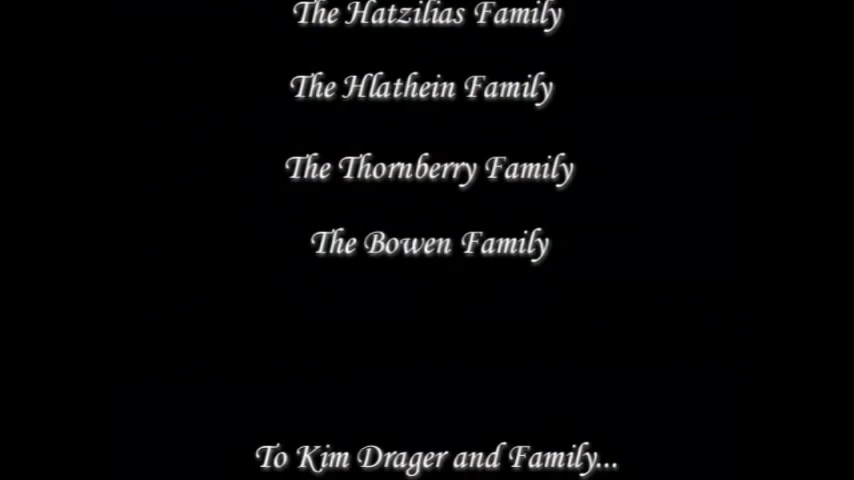 The Hatzilias Family
The Hlathein Family
The Thornberry Family
The Bowen Family
To Kim Drager and Family...